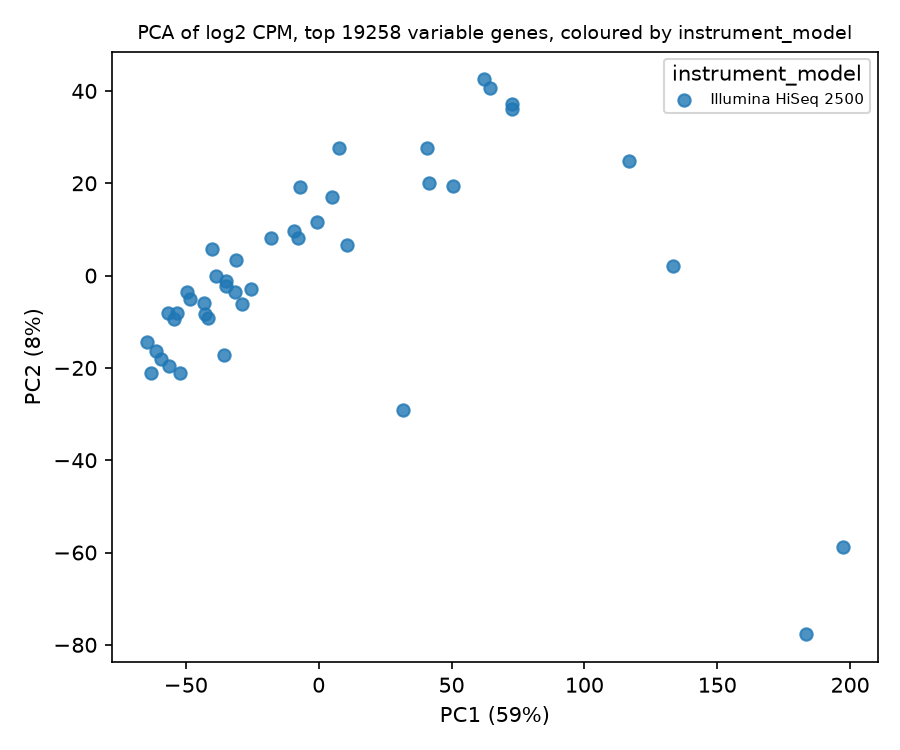 PCA of log2 CPM, top 19258 variable genes, coloured by instrument_model
instrument_model
Illumina HiSeq 2500
40
20
0
−20
−40
−60
−80
PC2 (8%)
−50
0
50
100
150
200
PC1 (59%)